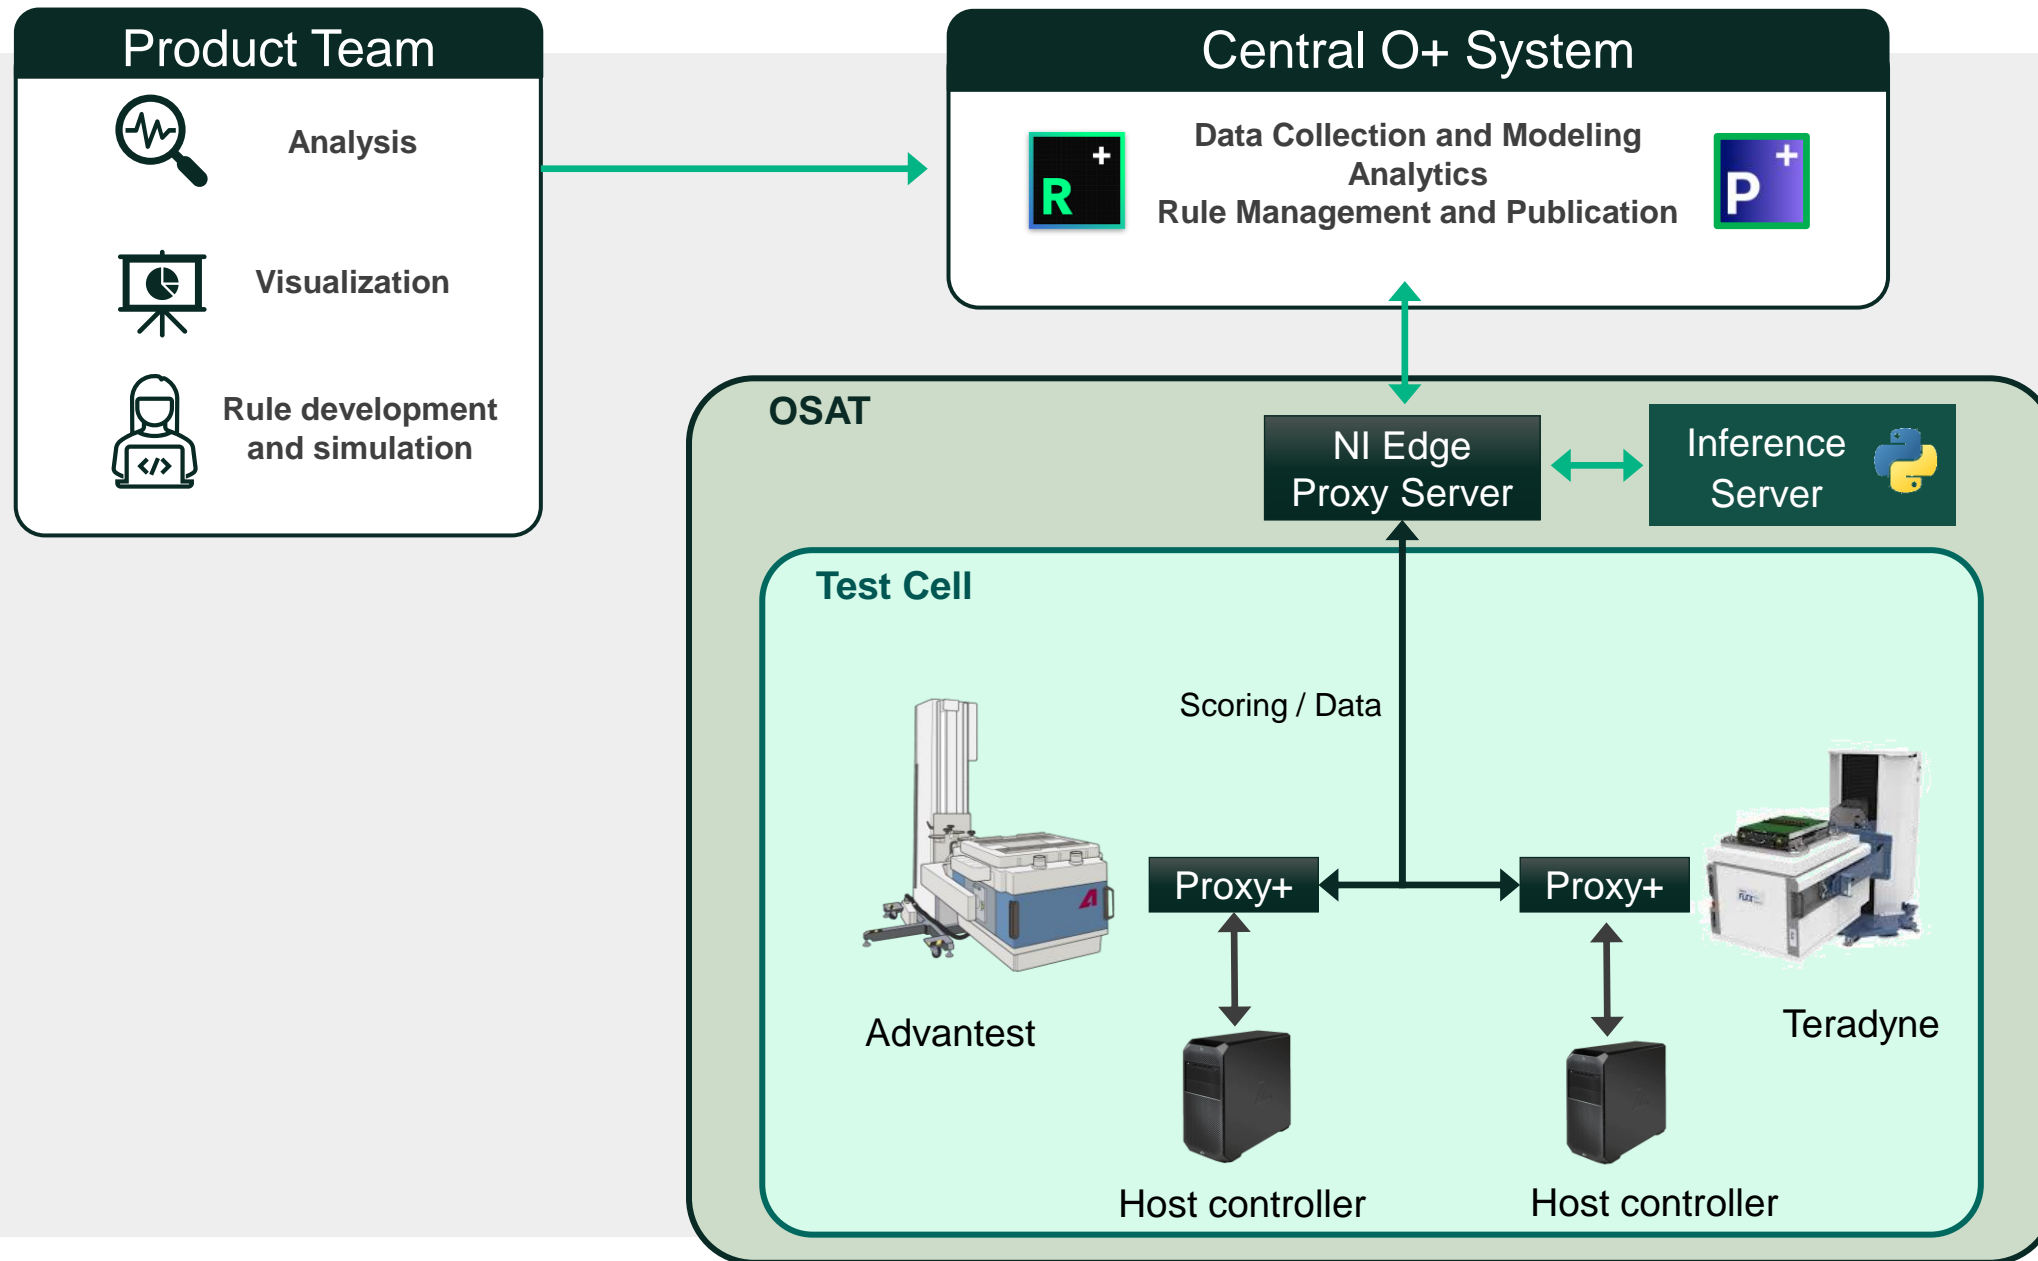 Product Team
Analysis
Visualization
Rule development
and simulation
Central O+ System
R+
Data Collection and Modeling
Analytics
Rule Management and Publication
P+
OSAT
NI Edge
Proxy Server
Inference
Server
Test Cell
Scoring / Data
Proxy+
Proxy+
Advantest
Teradyne
Host controller
Host controller